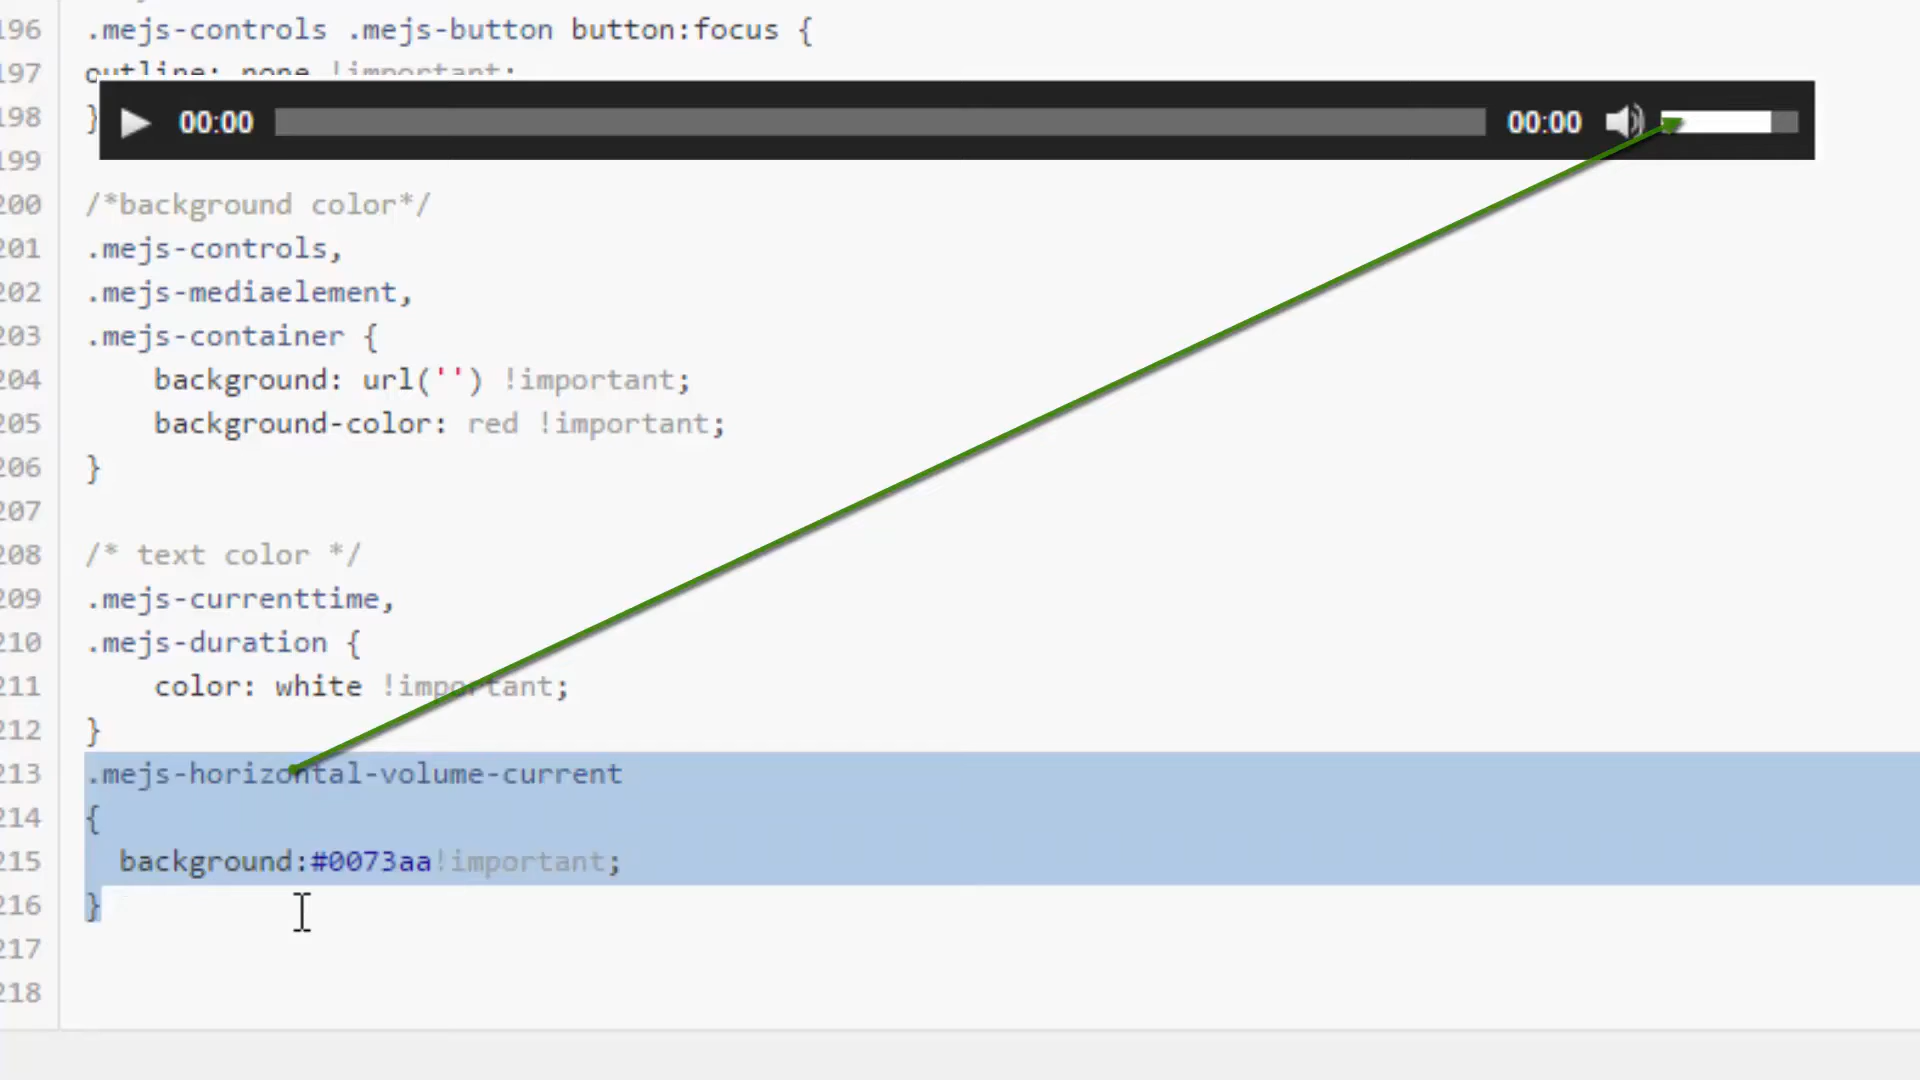 196 .mejs-controls .mejs-button button:focus {
197 outline: none !important;
198 }
00:00 00:00
199
200 /*background color*/
201 .mejs-controls,
202 .mejs-mediaelement,
203 .mejs-container {
204 background: url('') !important;
205 background-color: red !important;
206 }
207
208 /* text color */
209 .mejs-currenttime,
210 .mejs-duration {
211 color: white !important;
212 }
213 .mejs-horizontal-volume-current
214 {
215 background:#0073aa!important;
216 }
217
218